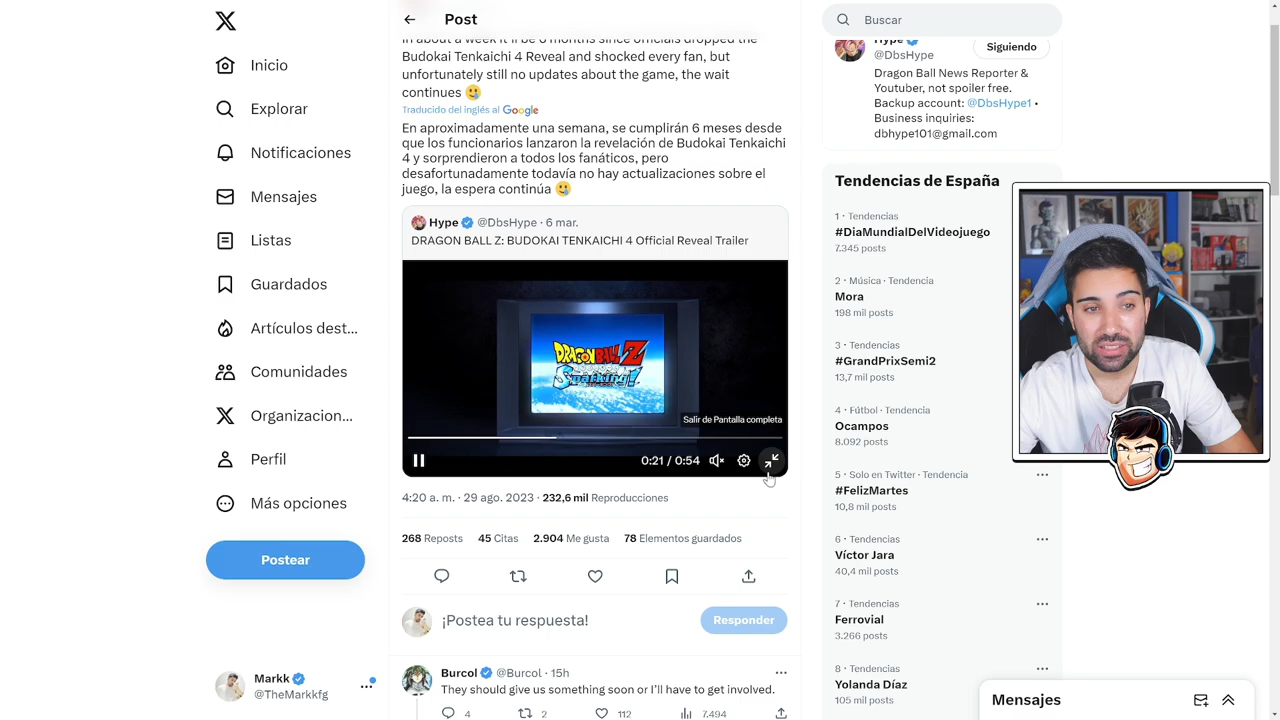 Post
Buscar
Inicio
Explorar
Notificaciones
Mensajes
Listas
Guardados
Artículos dest...
Comunidades
Organizacion...
Perfil
Más opciones
Postear
Markk
@TheMarkkfg
In about a week it'll be 6 months since officials dropped the
Budokai Tenkaichi 4 Reveal and shocked every fan, but
unfortunately still no updates about the game, the wait
continues 🥲
Traducido del inglés al Google
En aproximadamente una semana, se cumplirán 6 meses desde
que los funcionarios lanzaron la revelación de Budokai Tenkaichi
4 y sorprendieron a todos los fanáticos, pero
desafortunadamente todavía no hay actualizaciones sobre el
juego, la espera continúa 🥲
Hype @DbsHype · 6 mar.
DRAGON BALL Z: BUDOKAI TENKAICHI 4 Official Reveal Trailer
DRAGON BALL Z
Sparking!
Salir de Pantalla completa
0:21 / 0:54
4:20 a. m. · 29 ago. 2023 · 232,6 mil Reproducciones
268 Reposts 45 Citas 2.904 Me gusta 78 Elementos guardados
¡Postea tu respuesta!
Responder
Burcol @Burcol · 15h
They should give us something soon or I'll have to get involved.
4 2 112 7.494
Hype
@DbsHype
Siguiendo
Dragon Ball News Reporter &
Youtuber, not spoiler free.
Backup account: @DbsHype1 •
Business inquiries:
dbhype101@gmail.com
Tendencias de España
1 · Tendencias
#DiaMundialDelVideojuego
7.345 posts
2 · Música · Tendencia
Mora
198 mil posts
3 · Tendencias
#GrandPrixSemi2
13,7 mil posts
4 · Fútbol · Tendencia
Ocampos
8.092 posts
5 · Solo en Twitter · Tendencia
#FelizMartes
10,8 mil posts
6 · Tendencias
Víctor Jara
40,4 mil posts
7 · Tendencias
Ferrovial
3.266 posts
8 · Tendencias
Yolanda Díaz
105 mil posts
Mensajes